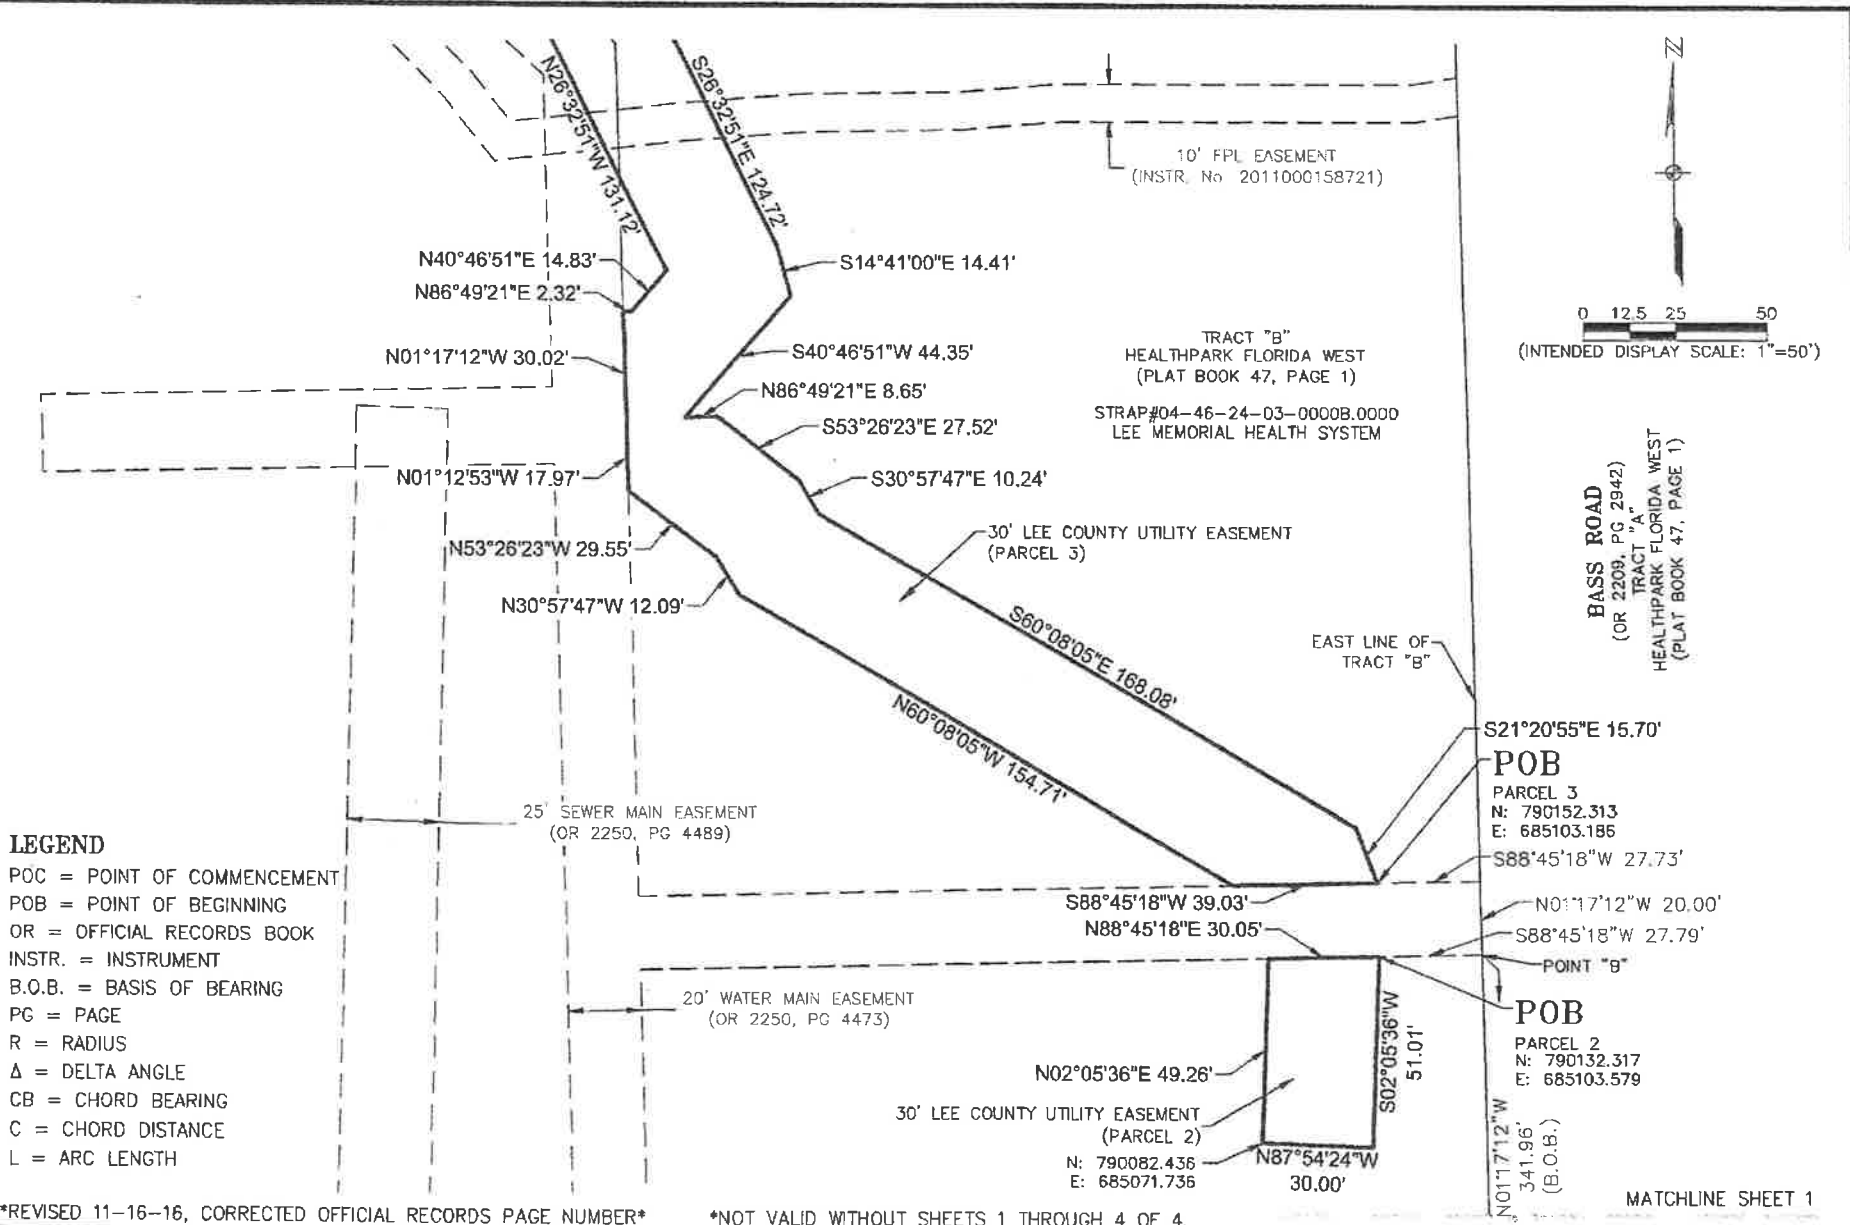 N26°32'51"W 131.12'
S26°32'51"E 124.72'
N
10' FPL EASEMENT
(INSTR. No 2011000158721)
N40°46'51"E 14.83'
S14°41'00"E 14.41'
N86°49'21"E 2.32'
0 12.5 25 50
(INTENDED DISPLAY SCALE: 1"=50')
N01°17'12"W 30.02'
S40°46'51"W 44.35'
TRACT "B"
HEALTHPARK FLORIDA WEST
(PLAT BOOK 47, PAGE 1)
N86°49'21"E 8.65'
STRAP#04-46-24-03-0000B.0000
LEE MEMORIAL HEALTH SYSTEM
S53°26'23"E 27.52'
N01°12'53"W 17.97'
S30°57'47"E 10.24'
BASS ROAD
(OR 2209, PG 2942)
TRACT "A"
HEALTHPARK FLORIDA WEST
(PLAT BOOK 47, PAGE 1)
30' LEE COUNTY UTILITY EASEMENT
(PARCEL 3)
N53°26'23"W 29.55'
N30°57'47"W 12.09'
S60°08'05"E 168.08'
EAST LINE OF
TRACT "B"
N60°08'05"W 154.71'
S21°20'55"E 15.70'
POB
PARCEL 3
N: 790152.313
E: 685103.186
25' SEWER MAIN EASEMENT
(OR 2250, PG 4489)
S88°45'18"W 27.73'
LEGEND
POC = POINT OF COMMENCEMENT
POB = POINT OF BEGINNING
OR = OFFICIAL RECORDS BOOK
INSTR. = INSTRUMENT
B.O.B. = BASIS OF BEARING
PG = PAGE
R = RADIUS
Δ = DELTA ANGLE
CB = CHORD BEARING
C = CHORD DISTANCE
L = ARC LENGTH
S88°45'18"W 39.03'
N88°45'18"E 30.05'
N01°17'12"W 20.00'
S88°45'18"W 27.79'
POINT "B"
20' WATER MAIN EASEMENT
(OR 2250, PG 4473)
POB
PARCEL 2
N: 790132.317
E: 685103.579
S02°05'36"W
51.01'
N02°05'36"E 49.26'
30' LEE COUNTY UTILITY EASEMENT
(PARCEL 2)
N: 790082.436
E: 685071.736
N87°54'24"W
30.00'
N01°17'12"W
341.96'
(B.O.B.)
MATCHLINE SHEET 1
*REVISED 11-16-16, CORRECTED OFFICIAL RECORDS PAGE NUMBER*
*NOT VALID WITHOUT SHEETS 1 THROUGH 4 OF 4